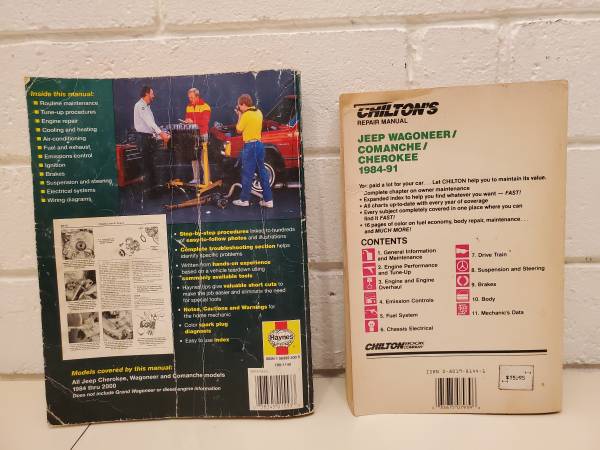 Inside this manual:
Routine maintenance
Tune-up procedures
Engine repair
Cooling and heating
Air-conditioning
Fuel and exhaust
Emissions control
Ignition
Brakes
Suspension and steering
Electrical systems
Wiring diagrams
Step-by-step procedures linked to hundreds
of easy-to-follow photos and illustrations
Complete troubleshooting section helps
identify specific problems
Written from hands-on experience
based on a vehicle teardown using
commonly available tools
Haynes tips give valuable short cuts to
make the job easier and eliminate the need
for special tools
Notes, Cautions and Warnings for
the home mechanic
Color spark plug
diagnosis
Easy to use index
Haynes
Models covered by this manual:
All Jeep Cherokee, Wagoneer and Comanche models
1984 thru 2000
Does not include Grand Wagoneer or diesel engine information
CHILTON'S
REPAIR MANUAL
JEEP WAGONEER/
COMANCHE/
CHEROKEE
1984-91
You paid a lot for your car... Let CHILTON help you to maintain its value.
• Complete chapter on owner maintenance
• Expanded index to help you find whatever you want — FAST!
• All charts up-to-date with every year of coverage
• Every subject completely covered in one place where you can
find it FAST!
• 16 pages of color on fuel economy, body repair, maintenance...
and MUCH MORE!
CONTENTS
1. General Information
and Maintenance
2. Engine Performance
and Tune-Up
3. Engine and Engine
Overhaul
4. Emission Controls
5. Fuel System
6. Chassis Electrical
7. Drive Train
8. Suspension and Steering
9. Brakes
10. Body
11. Mechanic's Data
CHILTON BOOK
COMPANY
ISBN 0-8019-8144-1